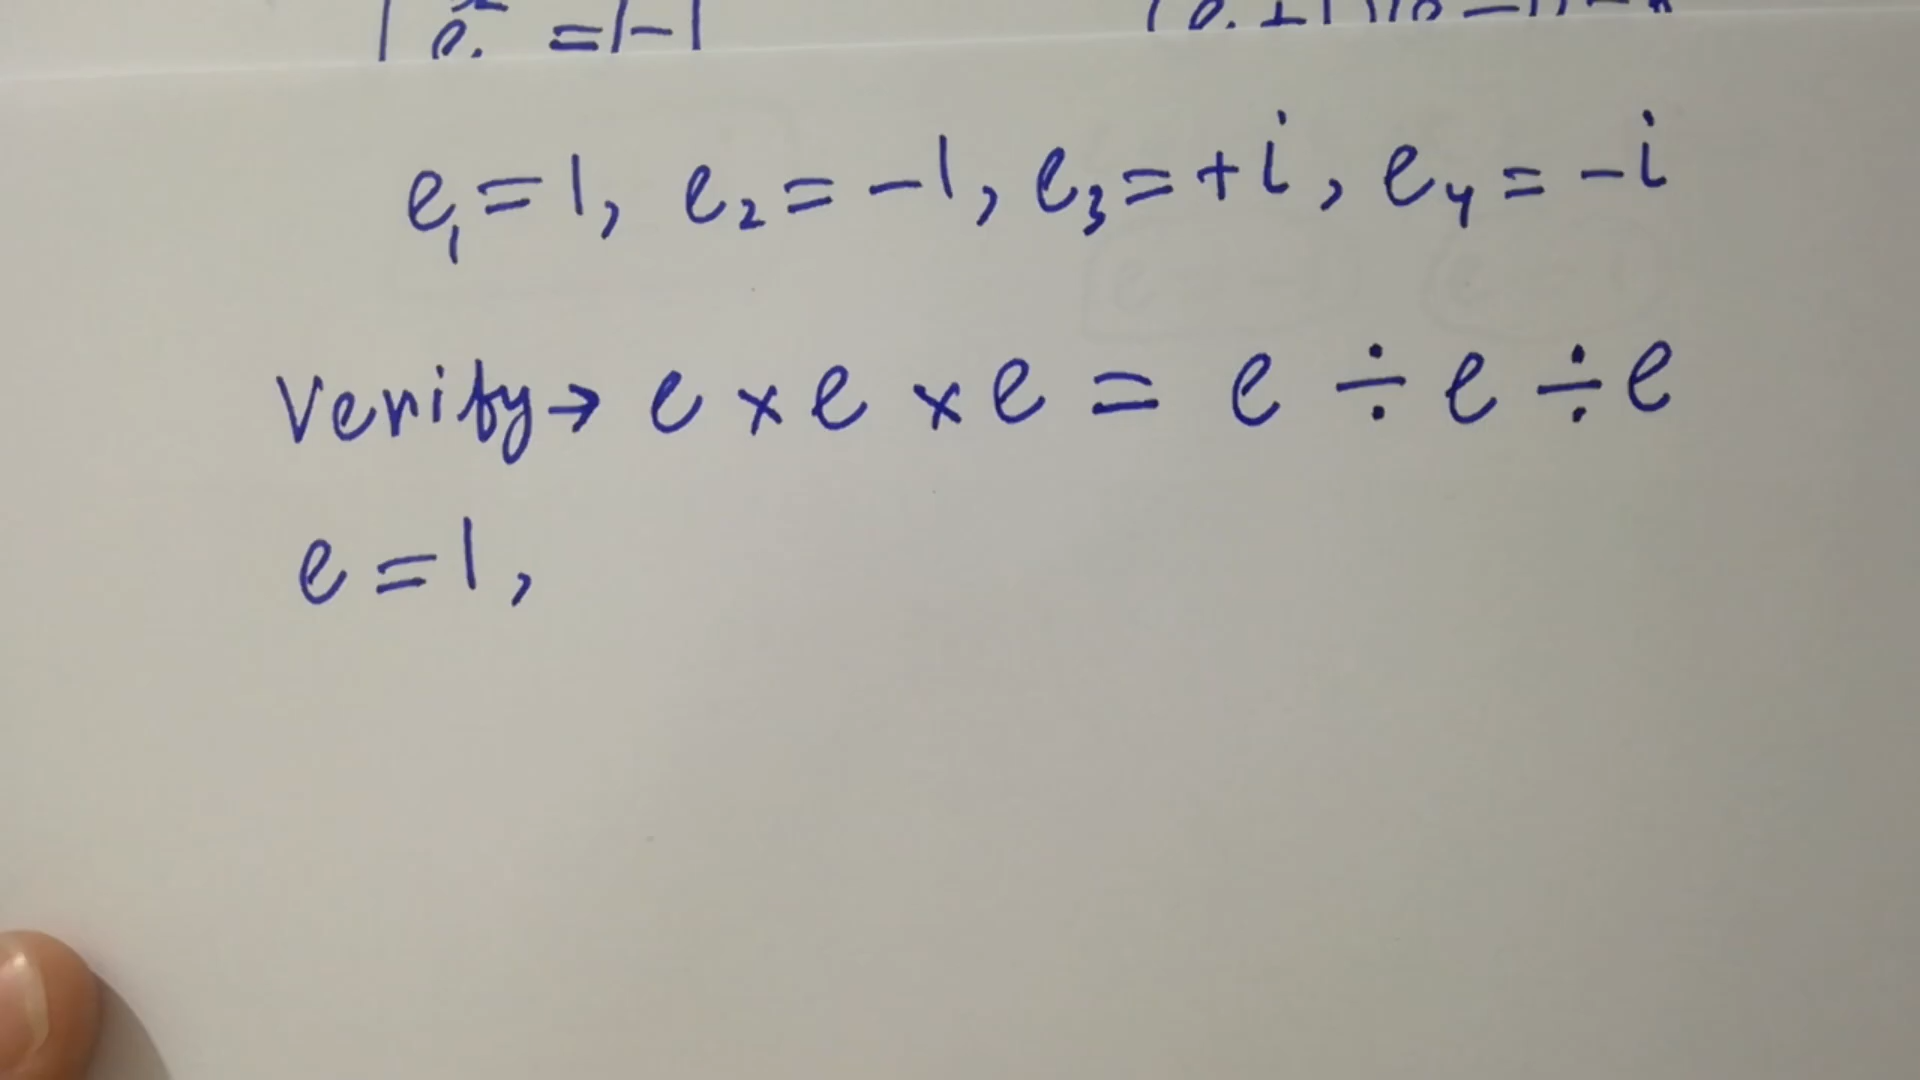 e₁ = 1, e₂ = -1, e₃ = +i, e₄ = -i
Verify → e × e × e = e ÷ e ÷ e
e = 1,